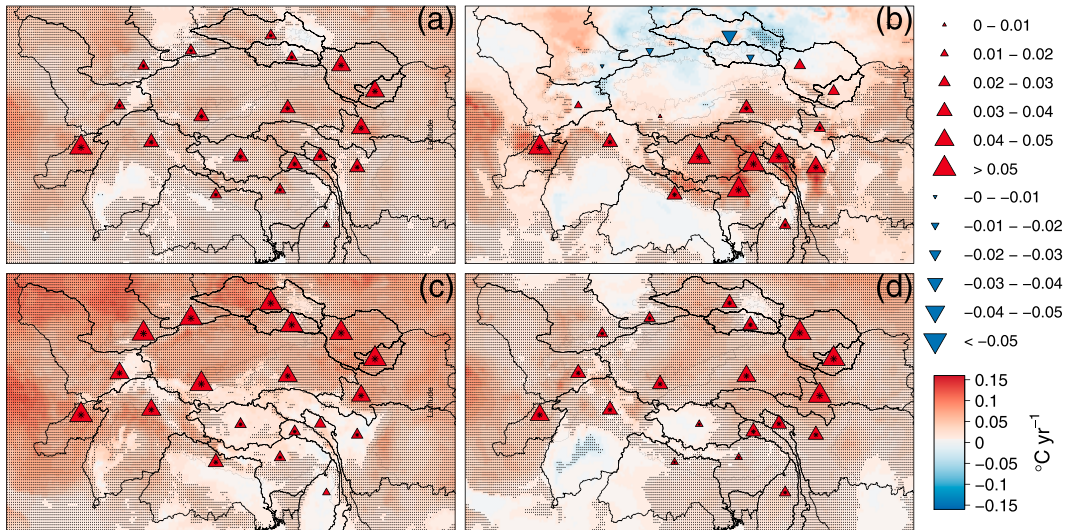 (a)
(b)
(c)
(d)
0 – 0.01
0.01 – 0.02
0.02 – 0.03
0.03 – 0.04
0.04 – 0.05
> 0.05
−0 – −0.01
−0.01 – −0.02
−0.02 – −0.03
−0.03 – −0.04
−0.04 – −0.05
< −0.05
0.15
0.1
0.05
0
−0.05
−0.1
−0.15
°C yr⁻¹